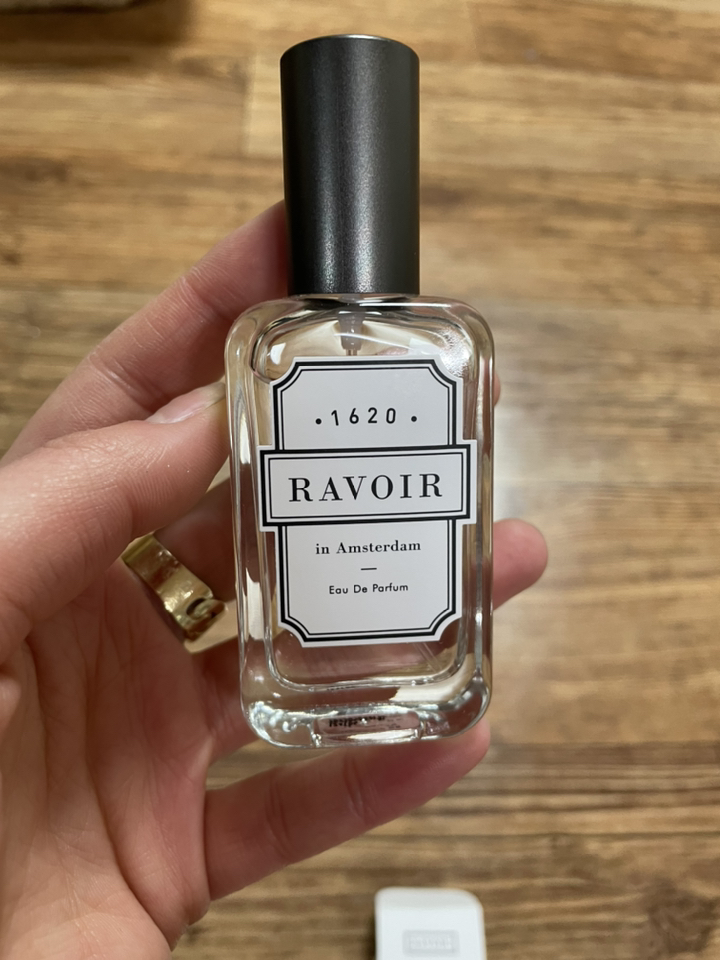 • 1620 •
RAVOIR
in Amsterdam
—
Eau De Parfum